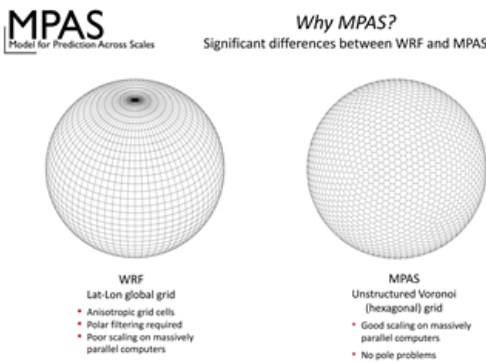 MPAS
Model for Prediction Across Scales
Why MPAS?
Significant differences between WRF and MPAS
WRF
Lat-Lon global grid
• Anisotropic grid cells
• Polar filtering required
• Poor scaling on massively
parallel computers
MPAS
Unstructured Voronoi
(hexagonal) grid
• Good scaling on massively
parallel computers
• No pole problems